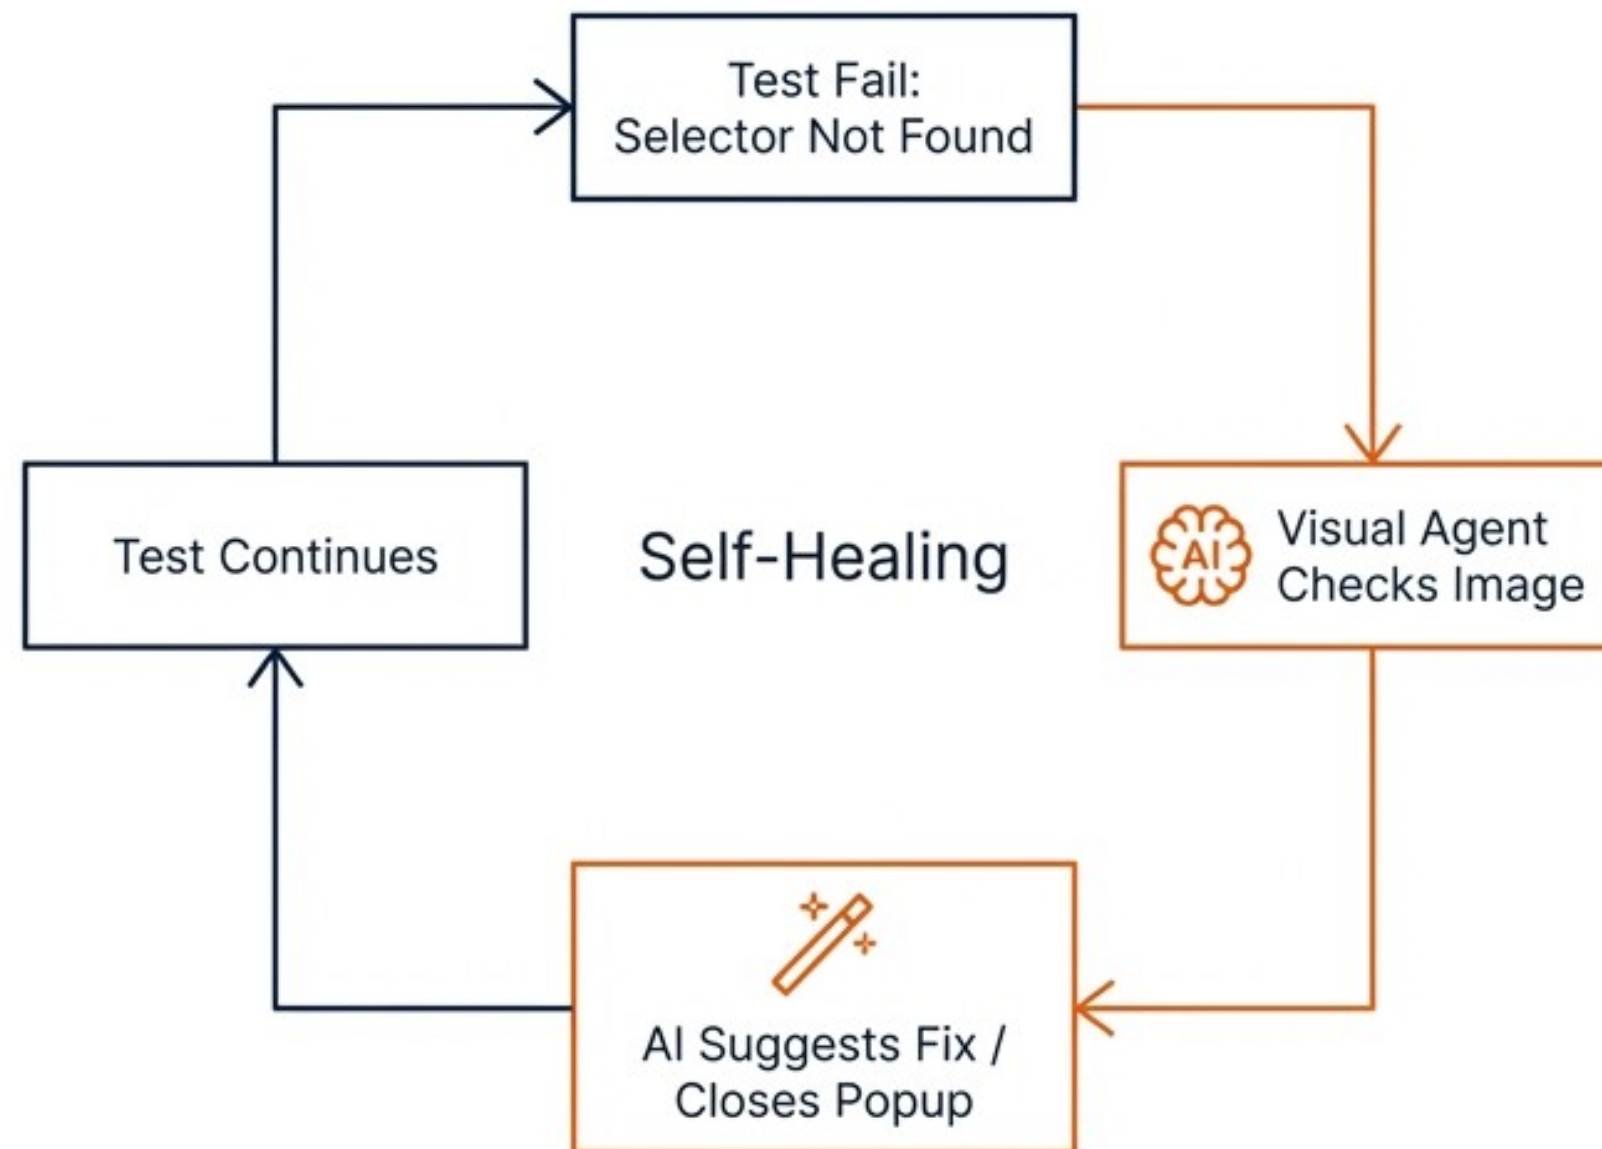 Test Fail:
Selector Not Found
AI
Visual Agent
Checks Image
Test Continues
Self-Healing
AI Suggests Fix /
Closes Popup